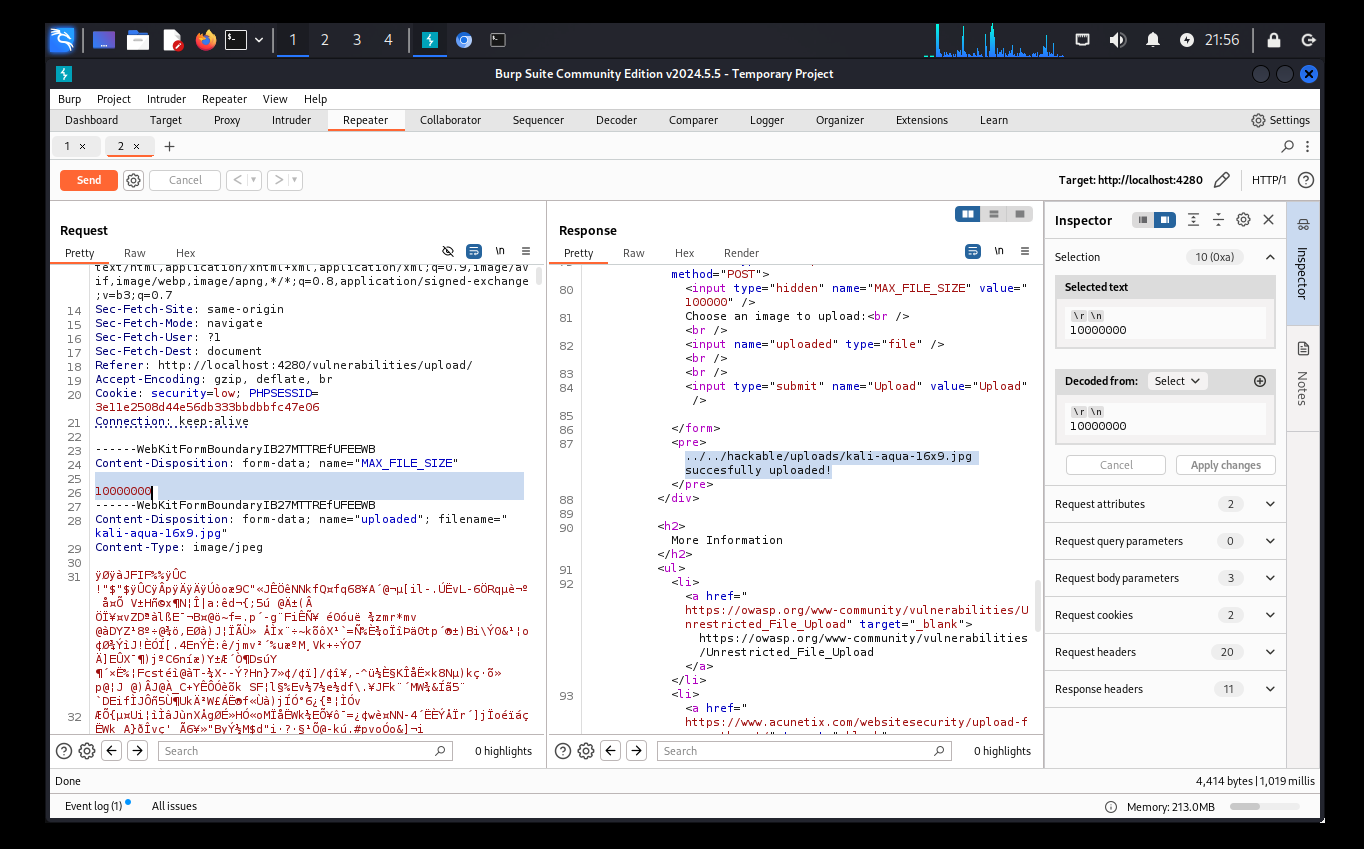 1 2 3 4 21:56
Burp Suite Community Edition v2024.5.5 - Temporary Project
Burp Project Intruder Repeater View Help
Dashboard Target Proxy Intruder Repeater Collaborator Sequencer Decoder Comparer Logger Organizer Extensions Learn Settings
1 × 2 × +
Send Cancel < > Target: http://localhost:4280 HTTP/1
Request
Pretty Raw Hex \n
text/html,application/xhtml+xml,application/xml;q=0.9,image/av
if,image/webp,image/apng,*/*;q=0.8,application/signed-exchange
;v=b3;q=0.7
14 Sec-Fetch-Site: same-origin
15 Sec-Fetch-Mode: navigate
16 Sec-Fetch-User: ?1
17 Sec-Fetch-Dest: document
18 Referer: http://localhost:4280/vulnerabilities/upload/
19 Accept-Encoding: gzip, deflate, br
20 Cookie: security=low; PHPSESSID=
3e11e2508d44e56db333bbdbbfc47e06
21 Connection: keep-alive
22
23 ------WebKitFormBoundaryIB27MTTREfUFEEWB
24 Content-Disposition: form-data; name="MAX_FILE_SIZE"
25
26 10000000
27 ------WebKitFormBoundaryIB27MTTREfUFEEWB
28 Content-Disposition: form-data; name="uploaded"; filename="
kali-aqua-16x9.jpg"
29 Content-Type: image/jpeg
30
31
32
Search 0 highlights
Response
Pretty Raw Hex Render \n
method="POST">
80 <input type="hidden" name="MAX_FILE_SIZE" value="
100000" />
81 Choose an image to upload:<br />
<br />
82 <input name="uploaded" type="file" />
<br />
83 <br />
84 <input type="submit" name="Upload" value="Upload"
/>
85
86 </form>
87 <pre>
../../hackable/uploads/kali-aqua-16x9.jpg
succesfully uploaded!
</pre>
88 </div>
89
90 <h2>
More Information
</h2>
91 <ul>
92 <li>
<a href="
https://owasp.org/www-community/vulnerabilities/U
nrestricted_File_Upload" target="_blank">
https://owasp.org/www-community/vulnerabilities
/Unrestricted_File_Upload
</a>
</li>
93 <li>
<a href="
https://www.acunetix.com/websitesecurity/upload-f
Search 0 highlights
Inspector
Selection 10 (0xa)
Selected text
\r \n
10000000
Decoded from: Select
\r \n
10000000
Cancel Apply changes
Request attributes 2
Request query parameters 0
Request body parameters 3
Request cookies 2
Request headers 20
Response headers 11
Inspector
Notes
Done 4,414 bytes | 1,019 millis
Event log (1) All issues Memory: 213.0MB